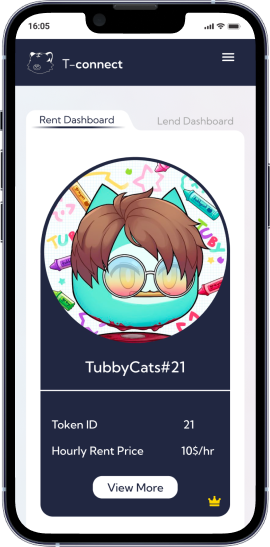 16:05
T-connect
Rent Dashboard
Lend Dashboard
TUBBY
TubbyCats#21
Token ID 21
Hourly Rent Price 10$/hr
View More